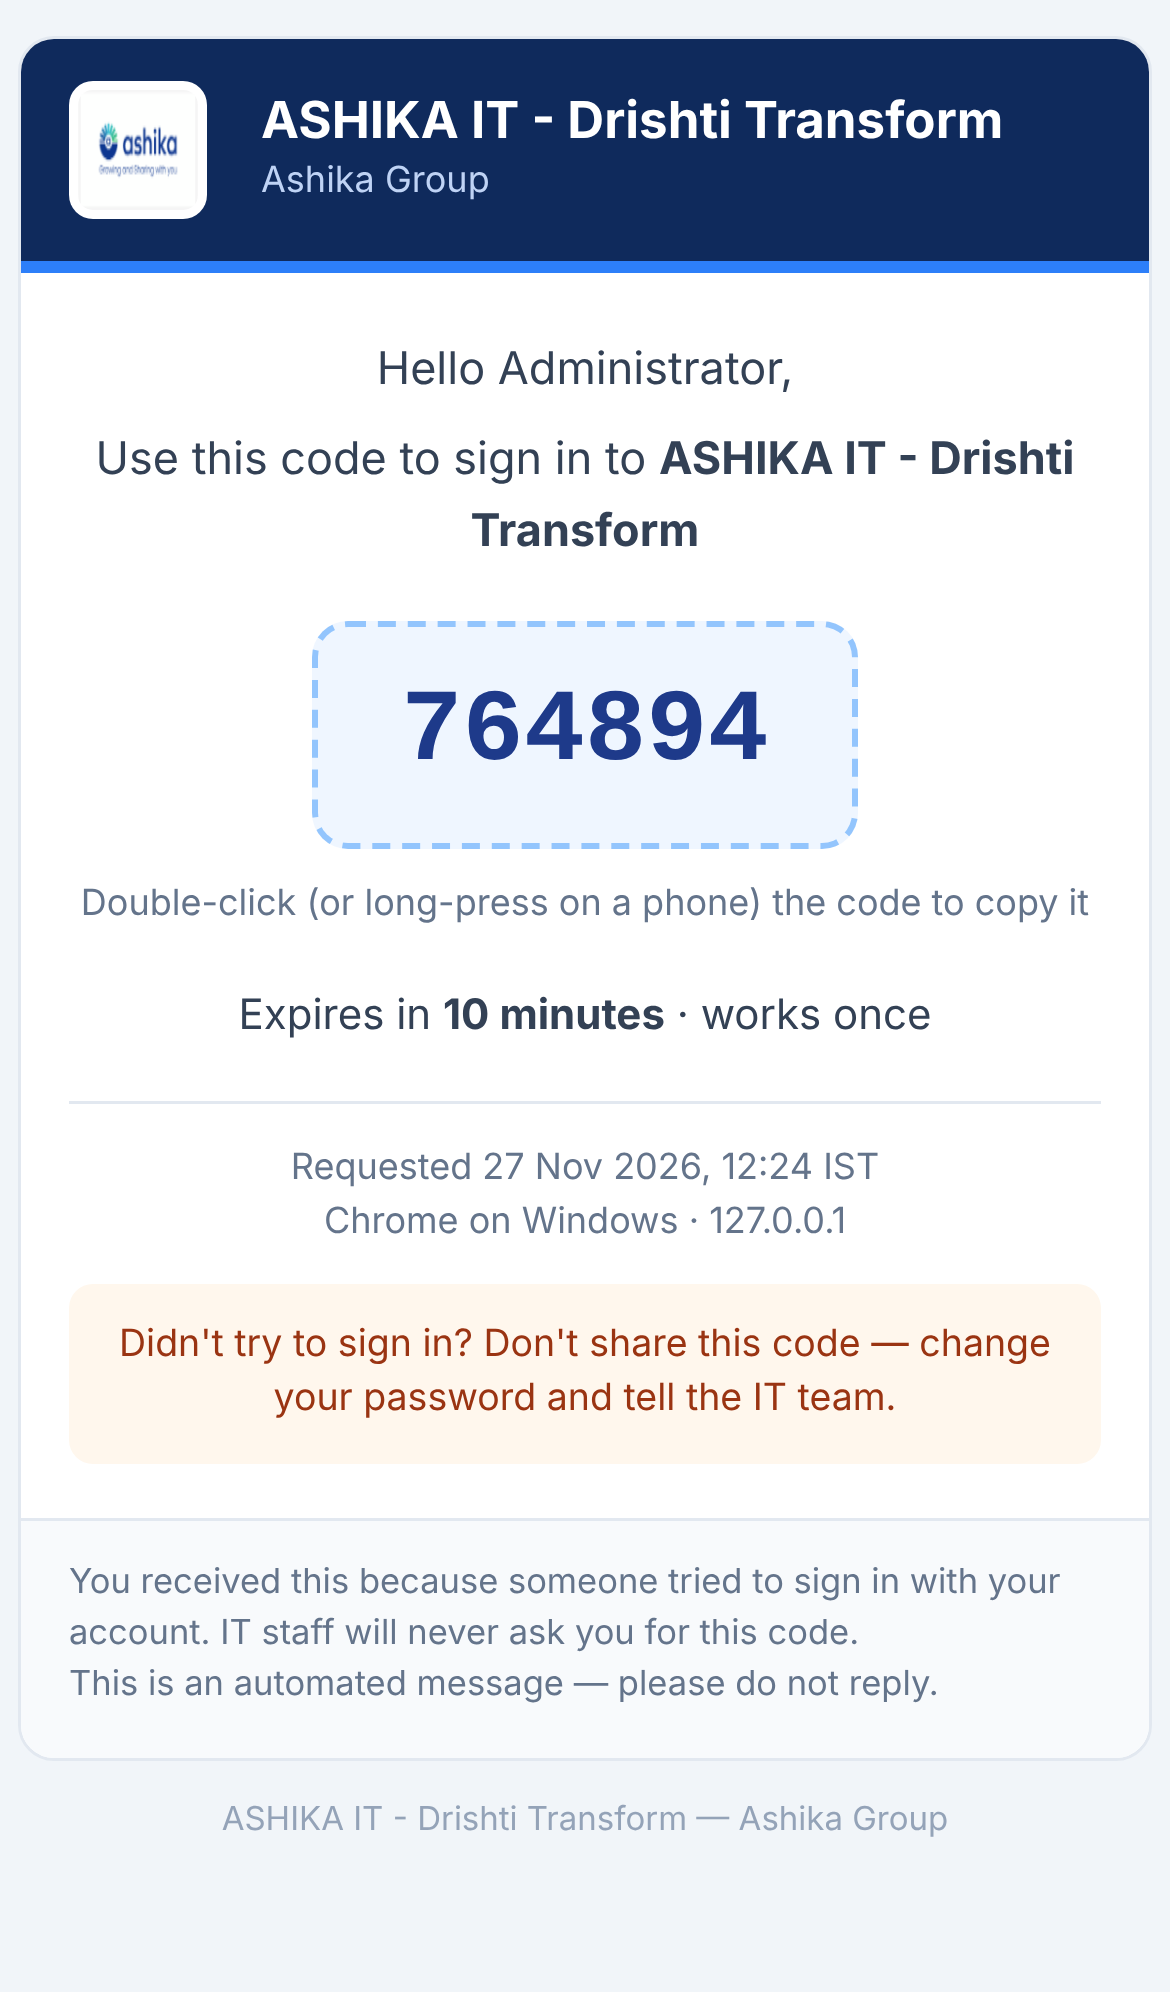 ashika
Growing and Sharing with you
ASHIKA IT - Drishti Transform
Ashika Group
Hello Administrator,
Use this code to sign in to ASHIKA IT - Drishti
Transform
764894
Double-click (or long-press on a phone) the code to copy it
Expires in 10 minutes · works once
Requested 27 Nov 2026, 12:24 IST
Chrome on Windows · 127.0.0.1
Didn't try to sign in? Don't share this code — change
your password and tell the IT team.
You received this because someone tried to sign in with your
account. IT staff will never ask you for this code.
This is an automated message — please do not reply.
ASHIKA IT - Drishti Transform — Ashika Group